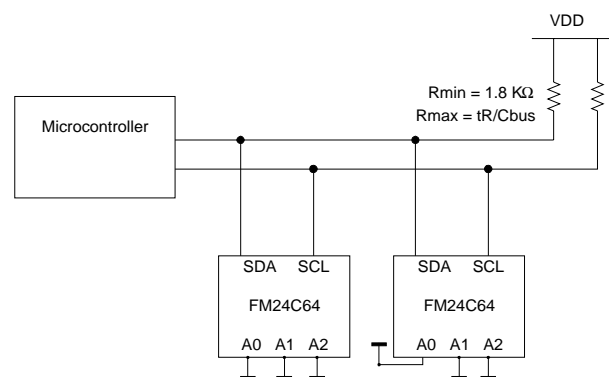 VDD
Rmin = 1.8 KΩ
Rmax = tR/Cbus
Microcontroller
SDA SCL
FM24C64
A0 A1 A2
SDA SCL
FM24C64
A0 A1 A2